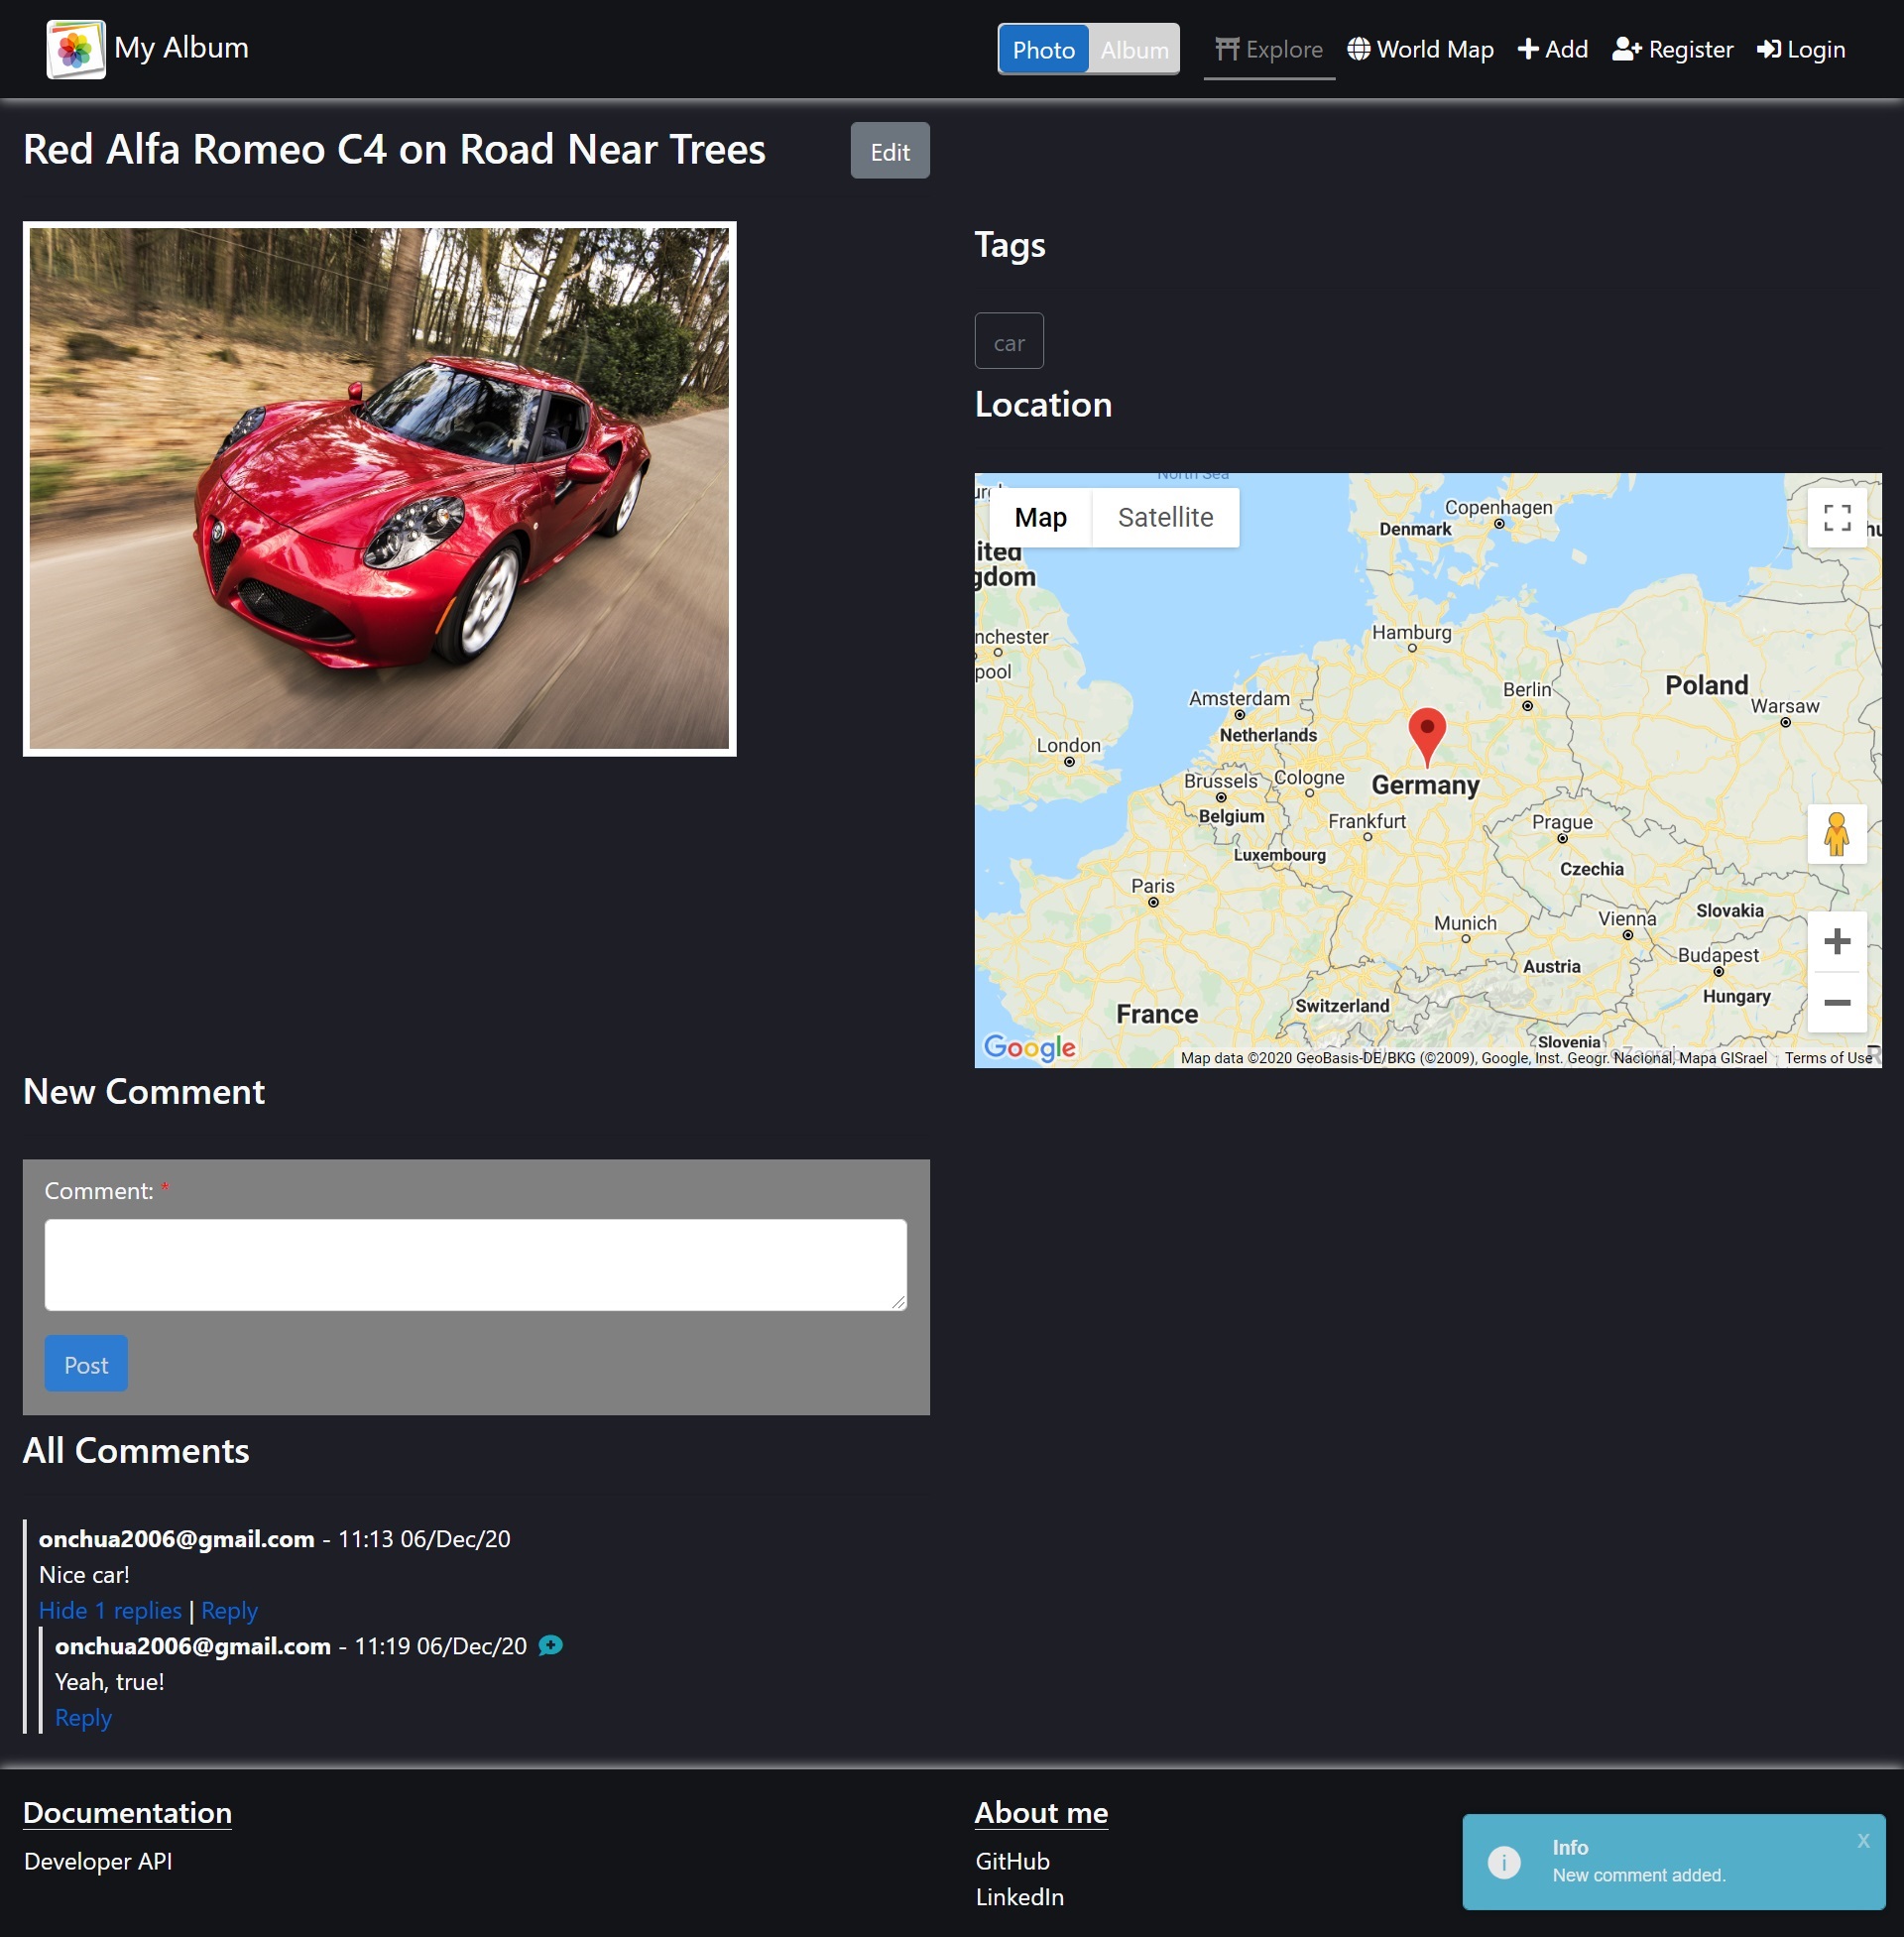 My Album
Photo Album Explore World Map Add Register Login
Red Alfa Romeo C4 on Road Near Trees
Edit
Tags
car
Location
North Sea
Map Satellite
Copenhagen
Denmark
ited
gdom
Hamburg
nchester
pool
Berlin
Poland
Amsterdam
Warsaw
Netherlands
London
Brussels
Cologne
Germany
Belgium
Frankfurt
Prague
Luxembourg
Czechia
Paris
Slovakia
Vienna
Munich
Budapest
Austria
Hungary
Switzerland
France
Slovenia
Zagreb
Google
Map data ©2020 GeoBasis-DE/BKG (©2009), Google, Inst. Geogr. Nacional, Mapa GISrael Terms of Use
New Comment
Comment: *
Post
All Comments
onchua2006@gmail.com - 11:13 06/Dec/20
Nice car!
Hide 1 replies | Reply
onchua2006@gmail.com - 11:19 06/Dec/20
Yeah, true!
Reply
Documentation
Developer API
About me
GitHub
LinkedIn
Info
X
New comment added.